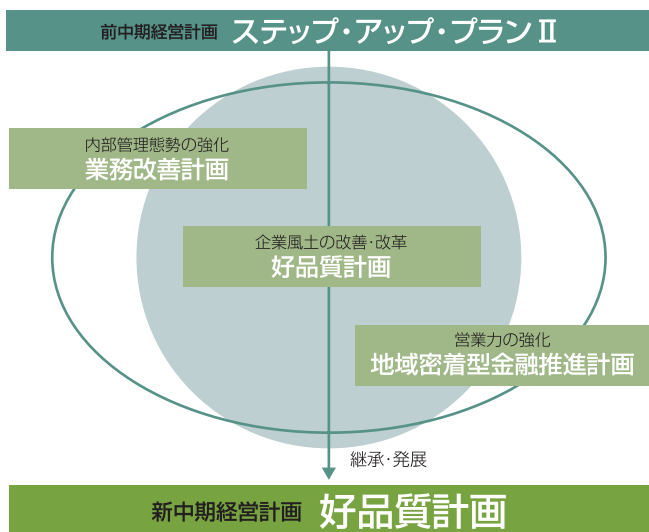 前中期経営計画 ステップ・アップ・プランⅡ
内部管理態勢の強化
業務改善計画
企業風土の改善・改革
好品質計画
営業力の強化
地域密着型金融推進計画
継承・発展
新中期経営計画 好品質計画